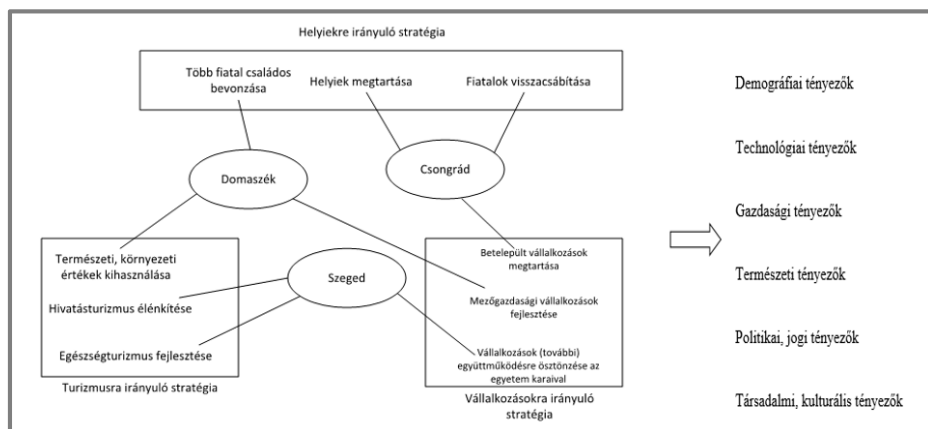 Helyiekre irányuló stratégia
Több fiatal családos
bevonzása
Helyiek megtartása
Fiatalok visszacsábítása
Domaszék
Csongrád
Természeti, környezeti
értékek kihasználása
Hivatásturizmus élénkítése
Egészségturizmus fejlesztése
Turizmusra irányuló stratégia
Szeged
Betelepült vállalkozások
megtartása
Mezőgazdasági vállalkozások
fejlesztése
Vállalkozások (további)
együttműködésre ösztönzése az
egyetem karaival
Vállalkozásokra irányuló
stratégia
Demográfiai tényezők
Technológiai tényezők
Gazdasági tényezők
Természeti tényezők
Politikai, jogi tényezők
Társadalmi, kulturális tényezők